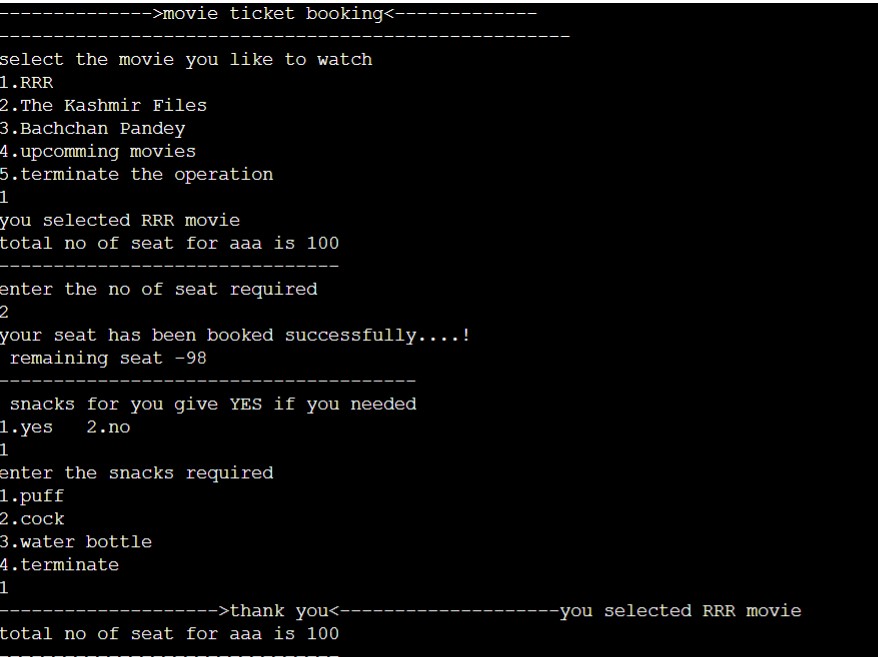 -------------->movie ticket booking<-------------
----------------------------------------------------
select the movie you like to watch
1.RRR
2.The Kashmir Files
3.Bachchan Pandey
4.upcomming movies
5.terminate the operation
1
you selected RRR movie
total no of seat for aaa is 100
-------------------------------
enter the no of seat required
2
your seat has been booked successfully....!
remaining seat -98
--------------------------------------
snacks for you give YES if you needed
1.yes   2.no
1
enter the snacks required
1.puff
2.cock
3.water bottle
4.terminate
1
-------------------->thank you<--------------------you selected RRR movie
total no of seat for aaa is 100
-------------------------------